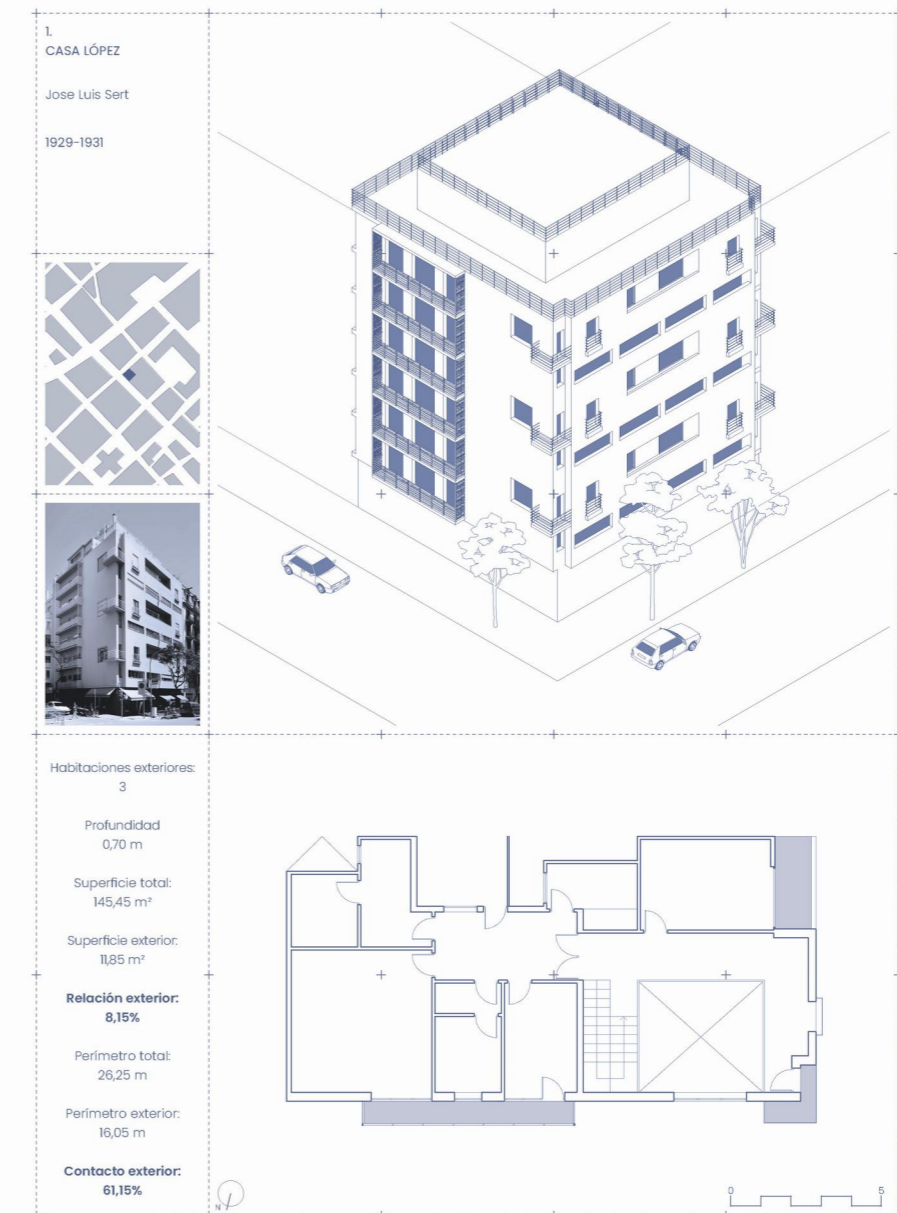 1.
CASA LÓPEZ
Jose Luis Sert
1929-1931
Habitaciones exteriores:
3
Profundidad
0,70 m
Superficie total:
145,45 m²
Superficie exterior:
11,85 m²
Relación exterior:
8,15%
Perímetro total:
26,25 m
Perímetro exterior:
16,05 m
Contacto exterior:
61,15%
N
0 5